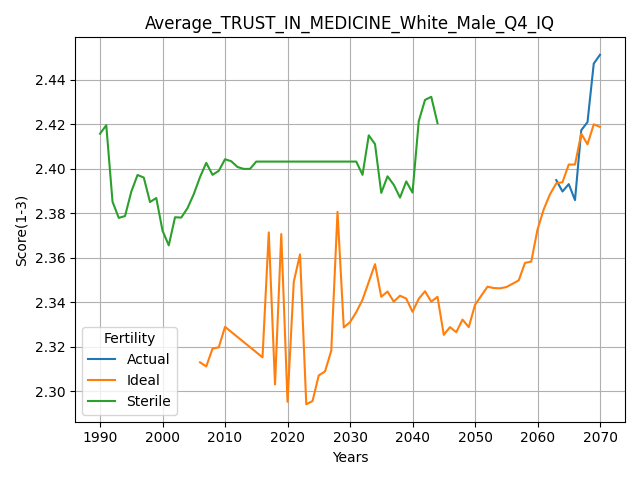 Average_TRUST_IN_MEDICINE_White_Male_Q4_IQ
Score(1-3)
2.44
2.42
2.40
2.38
2.36
2.34
2.32
2.30
Fertility
Actual
Ideal
Sterile
1990 2000 2010 2020 2030 2040 2050 2060 2070
Years